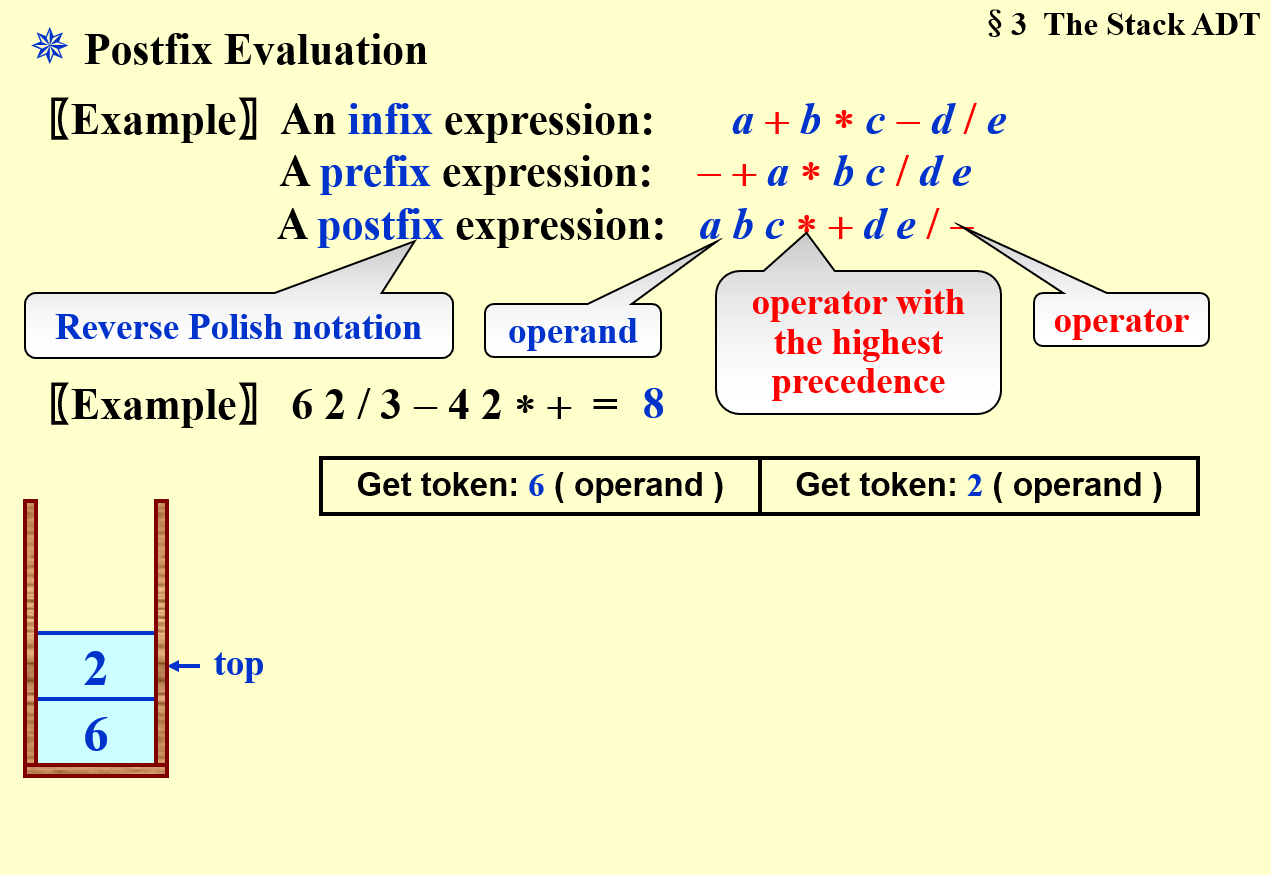 § 3 The Stack ADT
✵ Postfix Evaluation
〖Example〗 An infix expression: a + b ∗ c − d / e
A prefix expression: − + a ∗ b c / d e
A postfix expression: a b c ∗ + d e / −
Reverse Polish notation
operand
operator with
the highest
precedence
operator
〖Example〗 6 2 / 3 − 4 2 ∗ + = 8
Get token: 6 ( operand )
Get token: 2 ( operand )
2
top
6